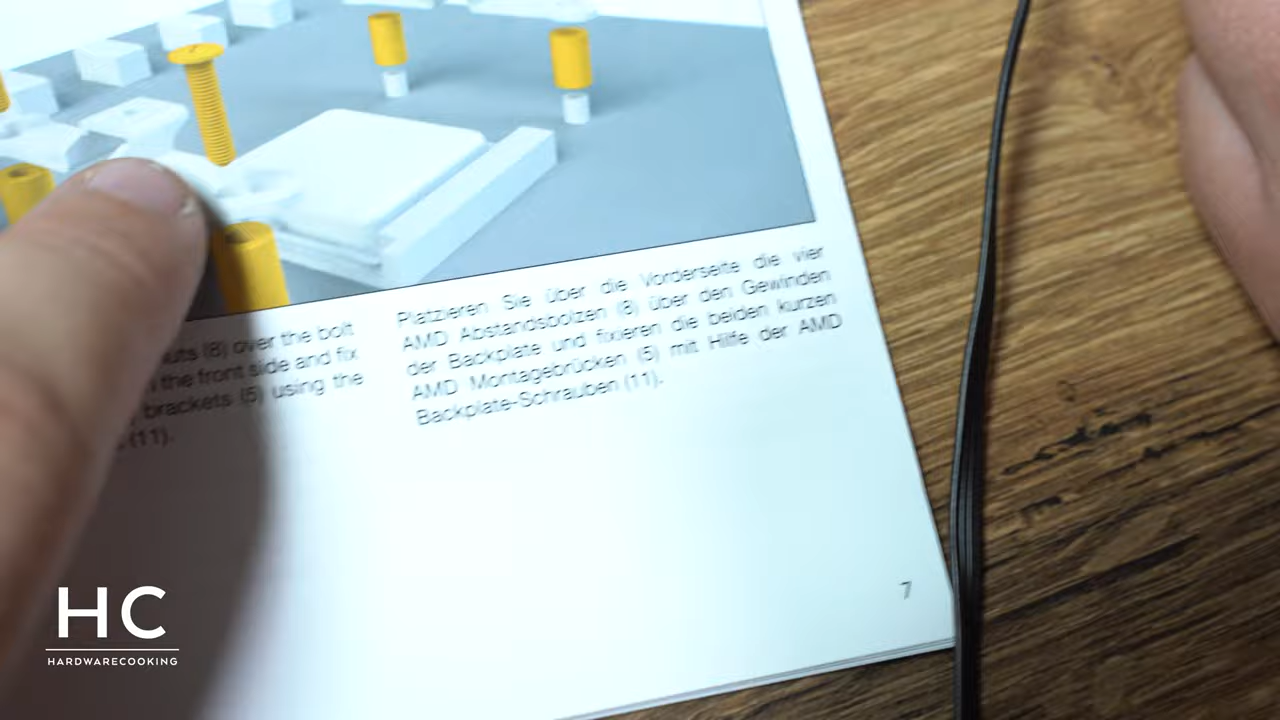 nuts (8) over the bolt
the front side and fix
brackets (5) using the
(11).
Platzieren Sie über die Vorderseite die vier
AMD Abstandsbolzen (8) über den Gewinden
der Backplate und fixieren die beiden kurzen
AMD Montagebrücken (5) mit Hilfe der AMD
Backplate-Schrauben (11).
7
HC
HARDWARECOOKING